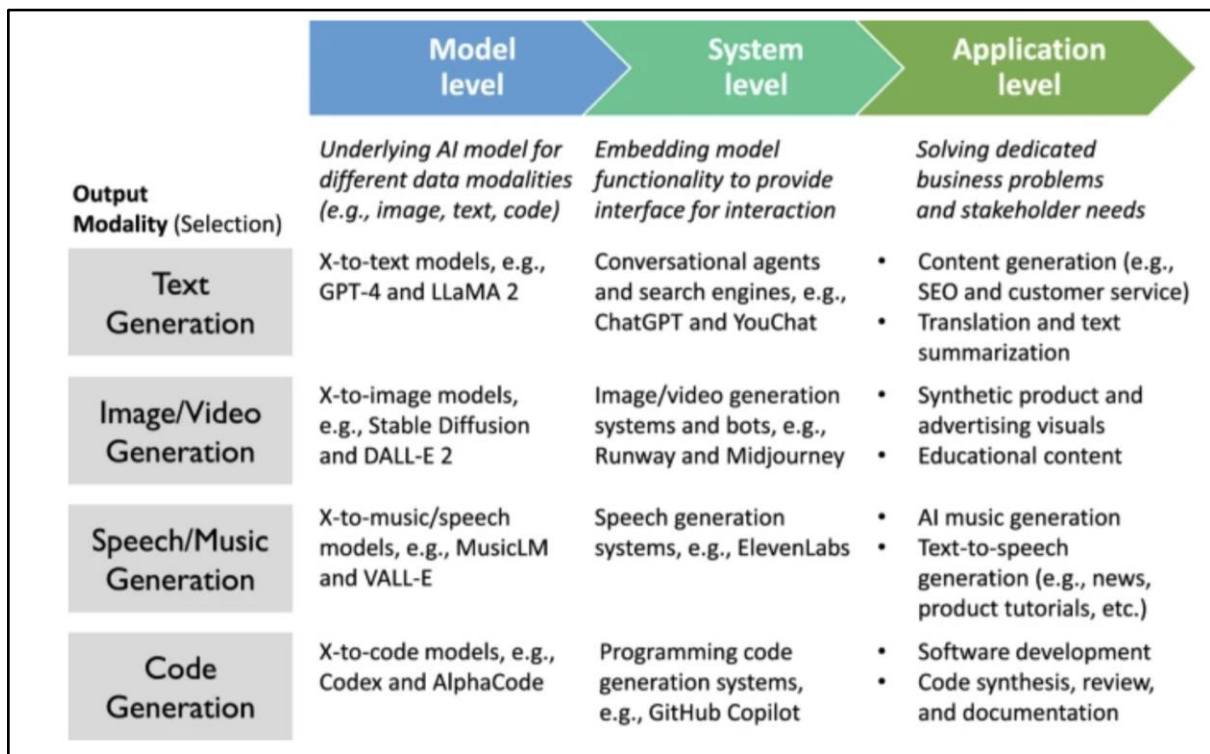 Model
level
System
level
Application
level
Output
Modality (Selection)
Underlying AI model for
different data modalities
(e.g., image, text, code)
Embedding model
functionality to provide
interface for interaction
Solving dedicated
business problems
and stakeholder needs
Text
Generation
X-to-text models, e.g.,
GPT-4 and LLaMA 2
Conversational agents
and search engines, e.g.,
ChatGPT and YouChat
• Content generation (e.g.,
SEO and customer service)
• Translation and text
summarization
Image/Video
Generation
X-to-image models,
e.g., Stable Diffusion
and DALL-E 2
Image/video generation
systems and bots, e.g.,
Runway and Midjourney
• Synthetic product and
advertising visuals
• Educational content
Speech/Music
Generation
X-to-music/speech
models, e.g., MusicLM
and VALL-E
Speech generation
systems, e.g., ElevenLabs
• AI music generation
• Text-to-speech
generation (e.g., news,
product tutorials, etc.)
Code
Generation
X-to-code models, e.g.,
Codex and AlphaCode
Programming code
generation systems,
e.g., GitHub Copilot
• Software development
• Code synthesis, review,
and documentation